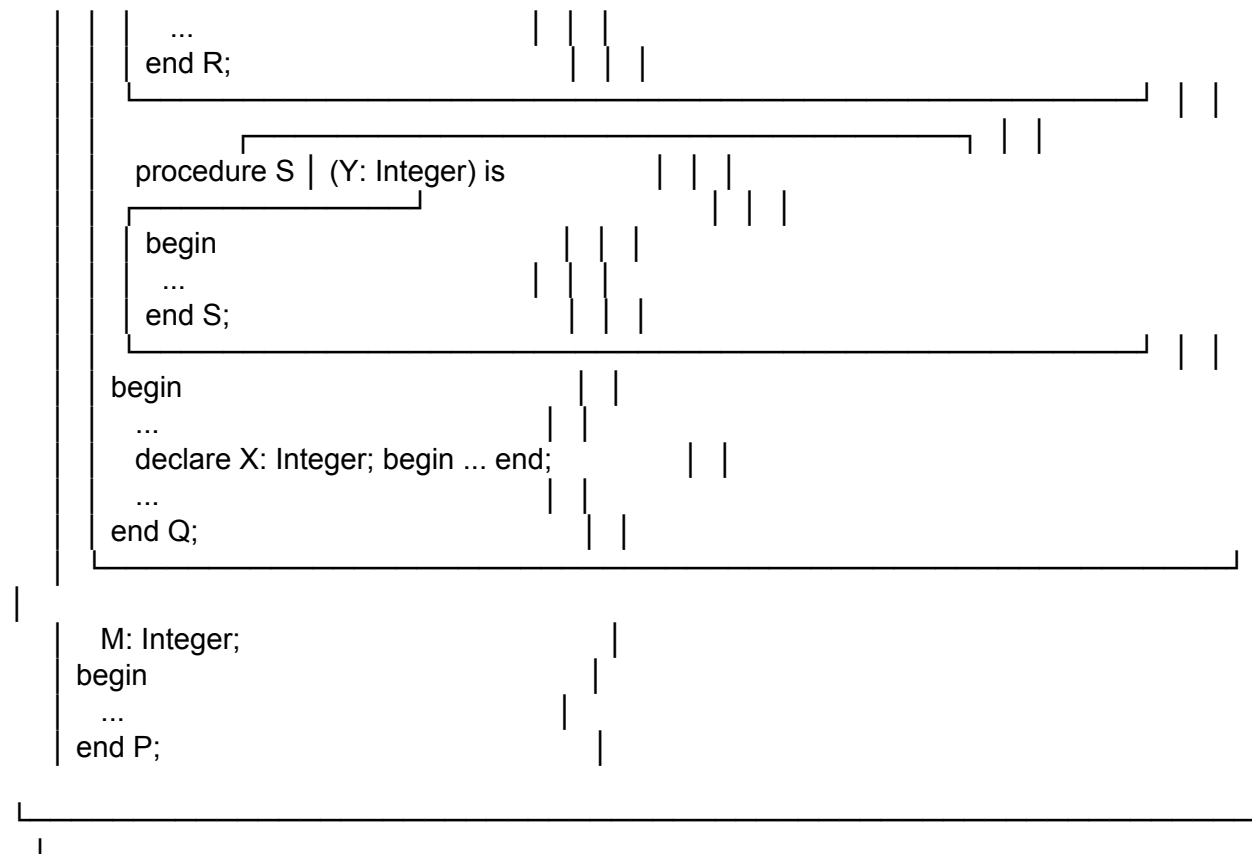 │ │ │ ... │ │ │
│ │ │ end R; │ │ │
│ │ └────────────────────────────────────────┘ │ │
│ │ ┌─────────────────────────────┐ │ │
│ │ procedure S │ (Y: Integer) is │ │ │
│ │ ┌───────────┘ │ │ │
│ │ │ begin │ │ │
│ │ │ ... │ │ │
│ │ │ end S; │ │ │
│ │ └────────────────────────────────────────┘ │ │
│ │ begin │ │
│ │ ... │ │
│ │ declare X: Integer; begin ... end; │ │
│ │ ... │ │
│ │ end Q; │ │
│ └─────────────────────────────────────────────┘
│
│ M: Integer; │
│ begin │
│ ... │
│ end P; │
└──────────────────────────────────────────────────
┘